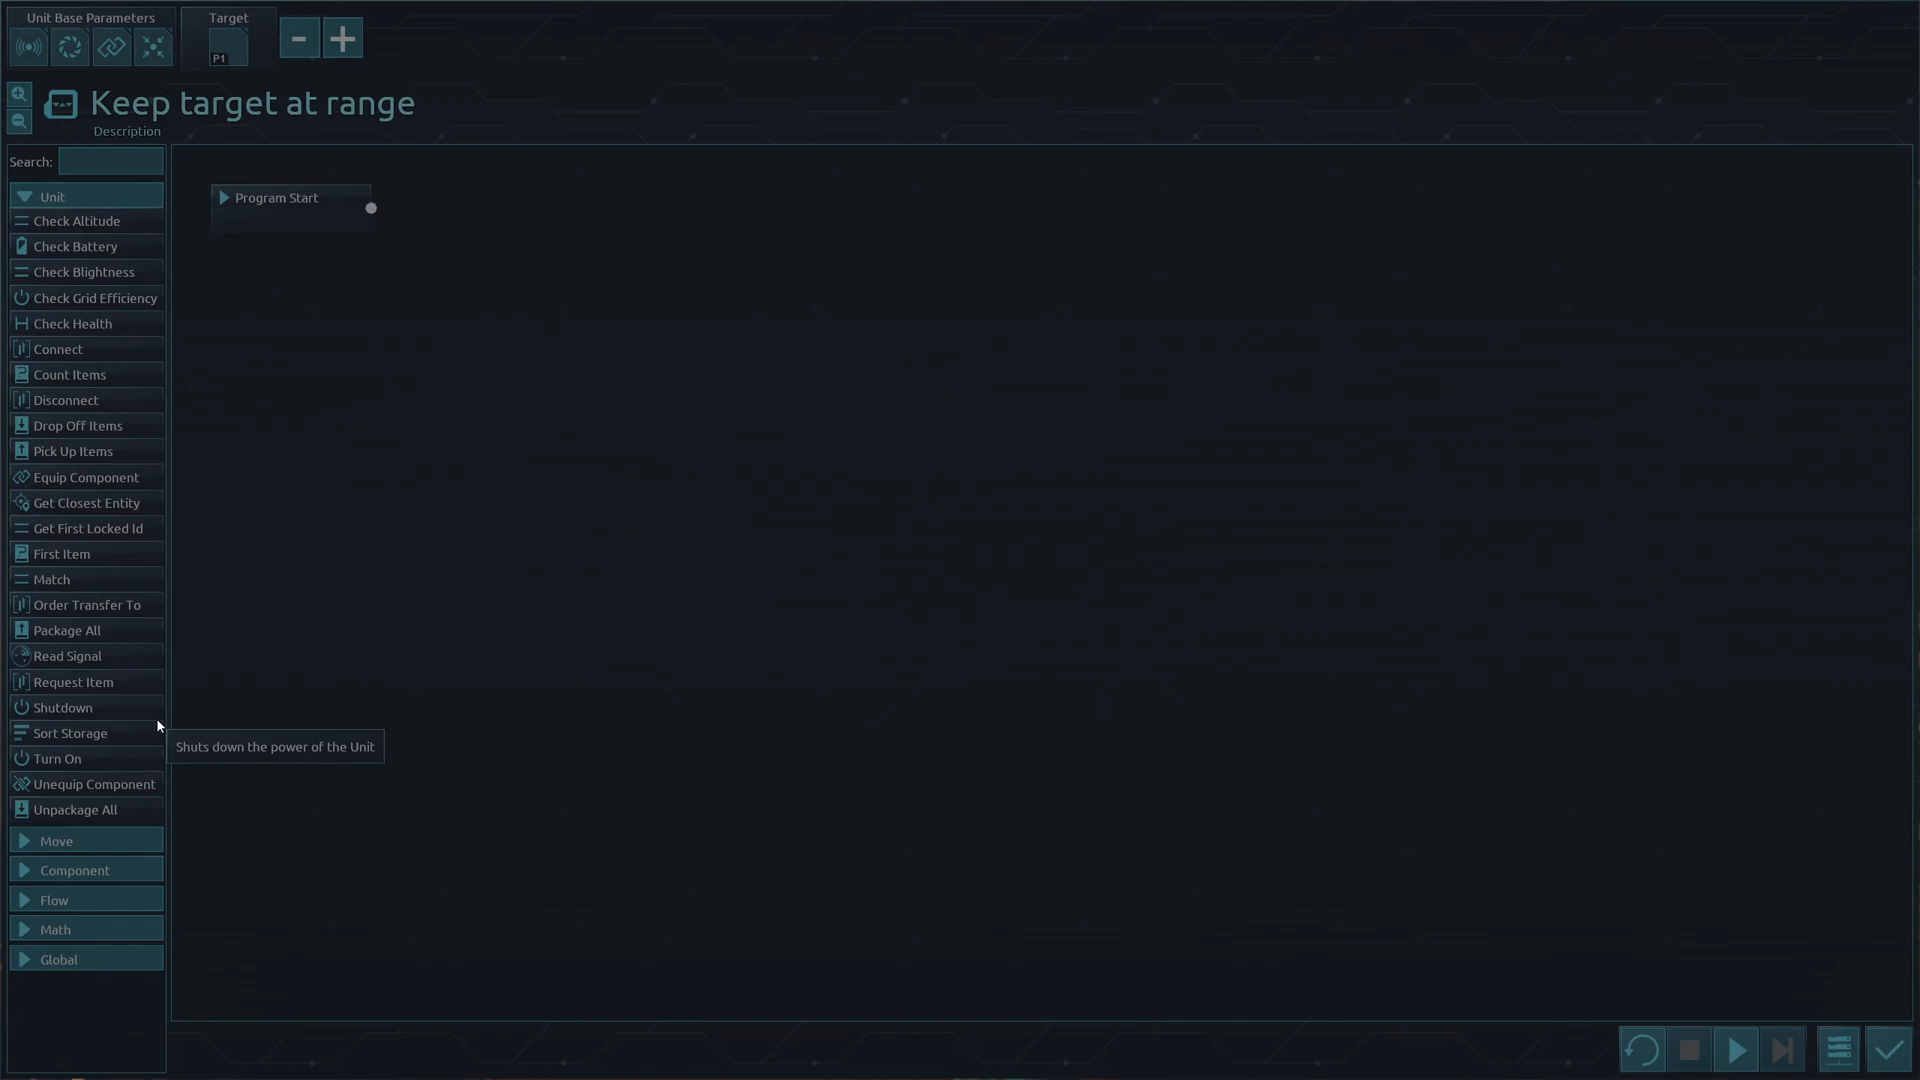 Unit Base Parameters
Target
P1
- +
Keep target at range
Description
Search:
Unit
Check Altitude
Check Battery
Check Blightness
Check Grid Efficiency
Check Health
Connect
Count Items
Disconnect
Drop Off Items
Pick Up Items
Equip Component
Get Closest Entity
Get First Locked Id
First Item
Match
Order Transfer To
Package All
Read Signal
Request Item
Shutdown
Sort Storage
Turn On
Unequip Component
Unpackage All
Move
Component
Flow
Math
Global
Program Start
Shuts down the power of the Unit